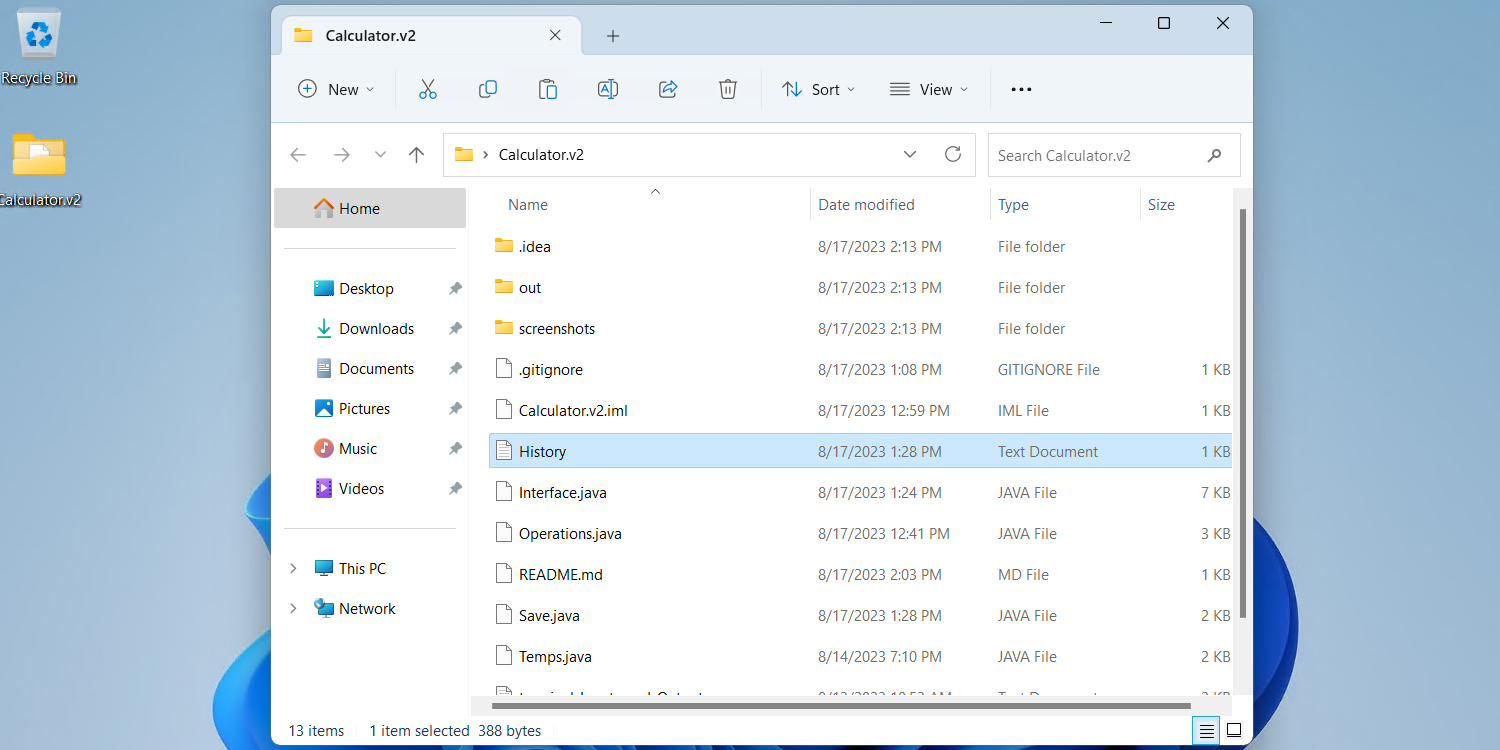 Recycle Bin
Calculator.v2
Calculator.v2
New
Sort
View
Calculator.v2
Search Calculator.v2
Home
Desktop
Downloads
Documents
Pictures
Music
Videos
This PC
Network
Name Date modified Type Size
.idea 8/17/2023 2:13 PM File folder
out 8/17/2023 2:13 PM File folder
screenshots 8/17/2023 2:13 PM File folder
.gitignore 8/17/2023 1:08 PM GITIGNORE File 1 KB
Calculator.v2.iml 8/17/2023 12:59 PM IML File 1 KB
History 8/17/2023 1:28 PM Text Document 1 KB
Interface.java 8/17/2023 1:24 PM JAVA File 7 KB
Operations.java 8/17/2023 12:41 PM JAVA File 3 KB
README.md 8/17/2023 2:03 PM MD File 1 KB
Save.java 8/17/2023 1:28 PM JAVA File 2 KB
Temps.java 8/14/2023 7:10 PM JAVA File 2 KB
13 items 1 item selected 388 bytes